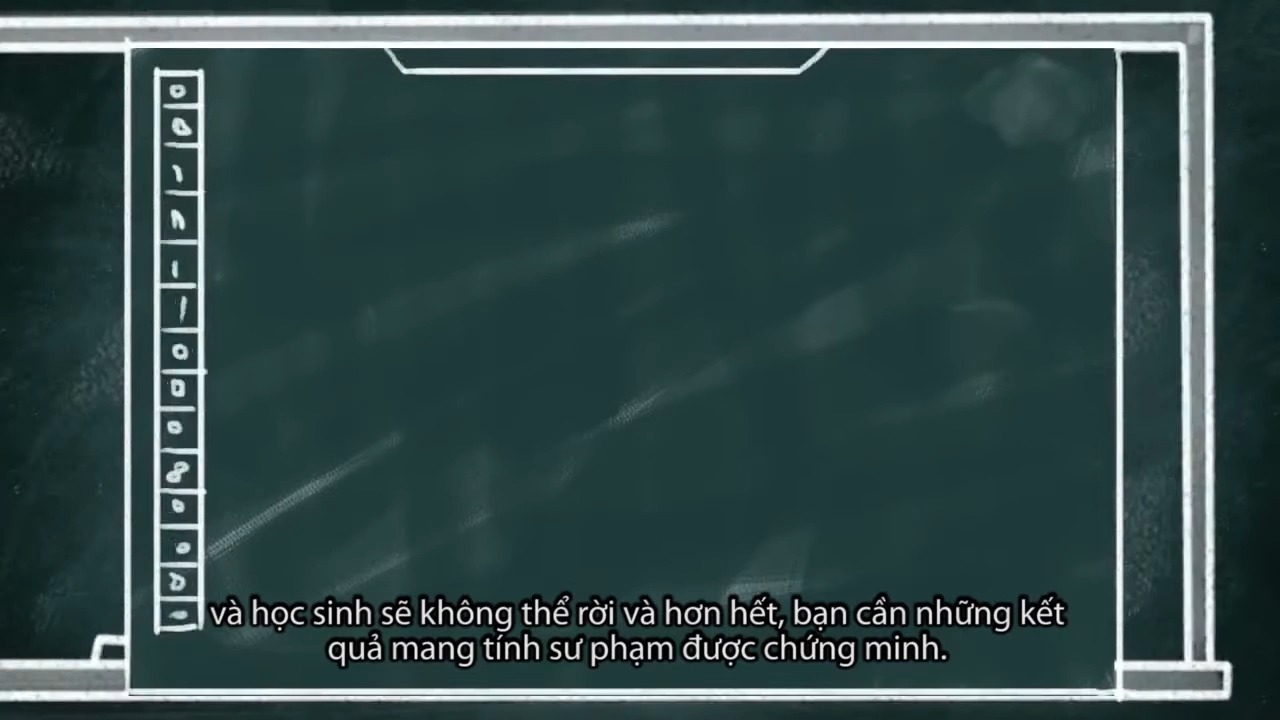 và học sinh sẽ không thể rời và hơn hết, bạn cần những kết
quả mang tính sư phạm được chứng minh.